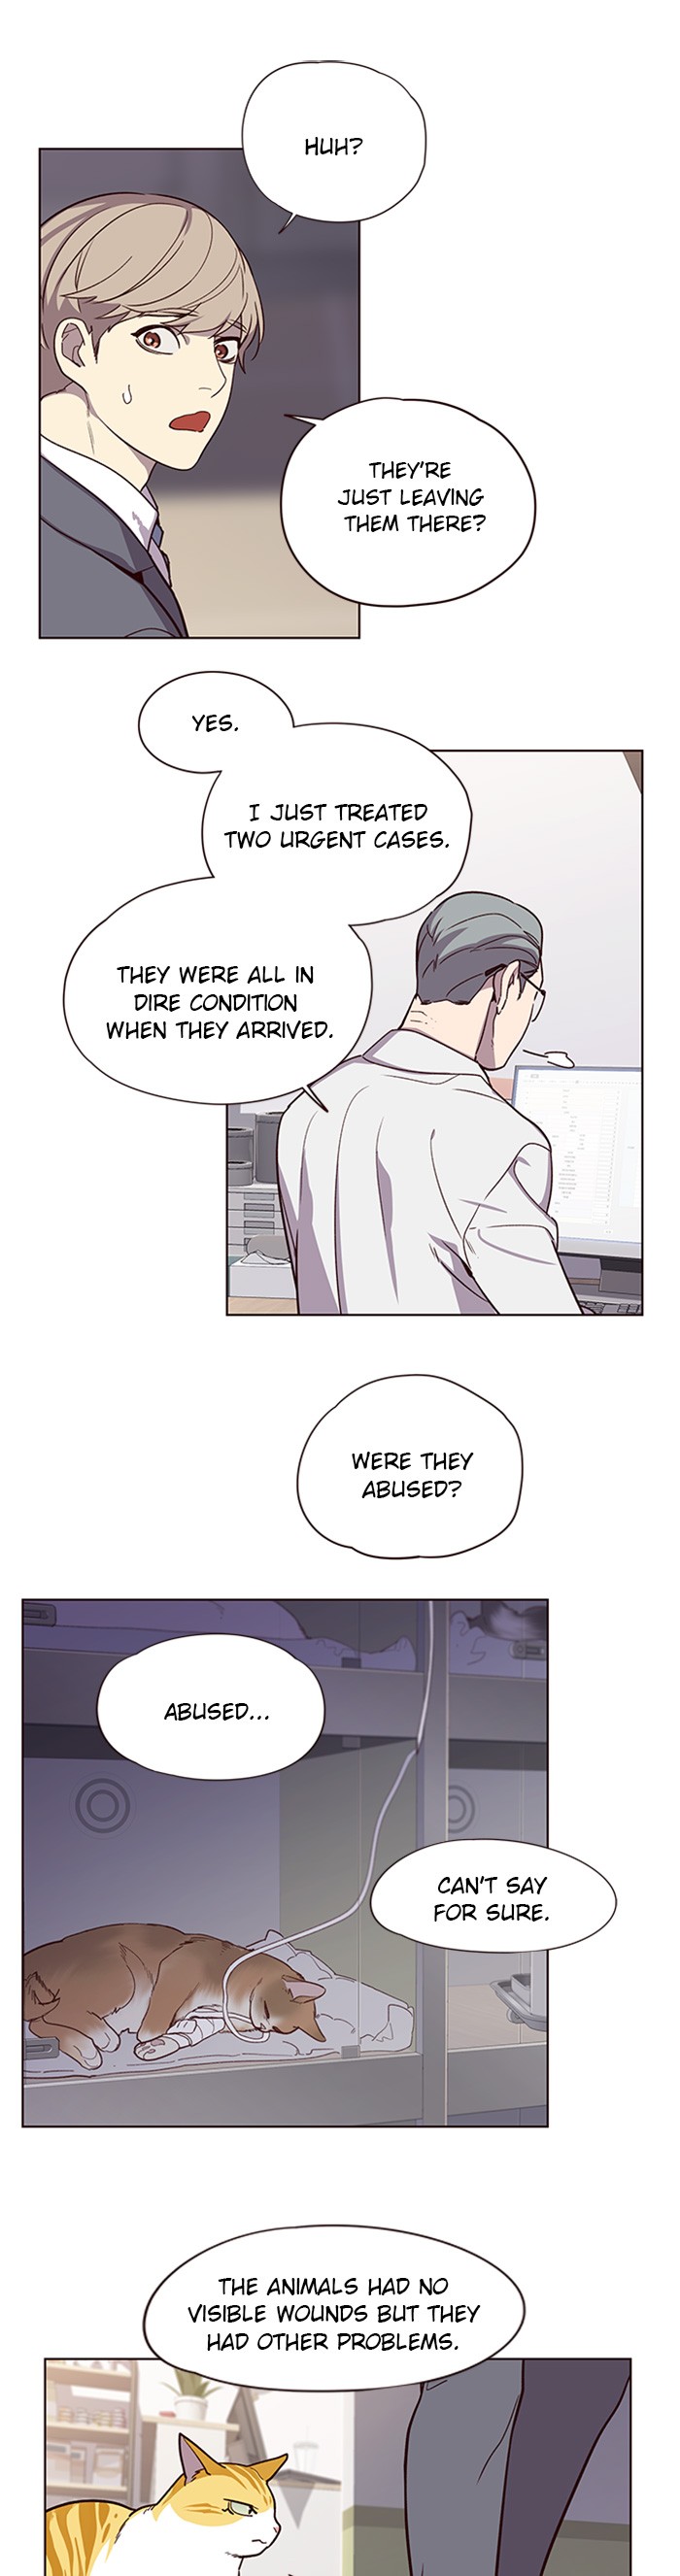 HUH?
THEY'RE
JUST LEAVING
THEM THERE?
YES.
I JUST TREATED
TWO URGENT CASES.
THEY WERE ALL IN
DIRE CONDITION
WHEN THEY ARRIVED.
WERE THEY
ABUSED?
ABUSED...
CAN'T SAY
FOR SURE.
THE ANIMALS HAD NO
VISIBLE WOUNDS BUT THEY
HAD OTHER PROBLEMS.